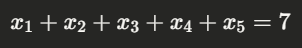 x₁ + x₂ + x₃ + x₄ + x₅ = 7